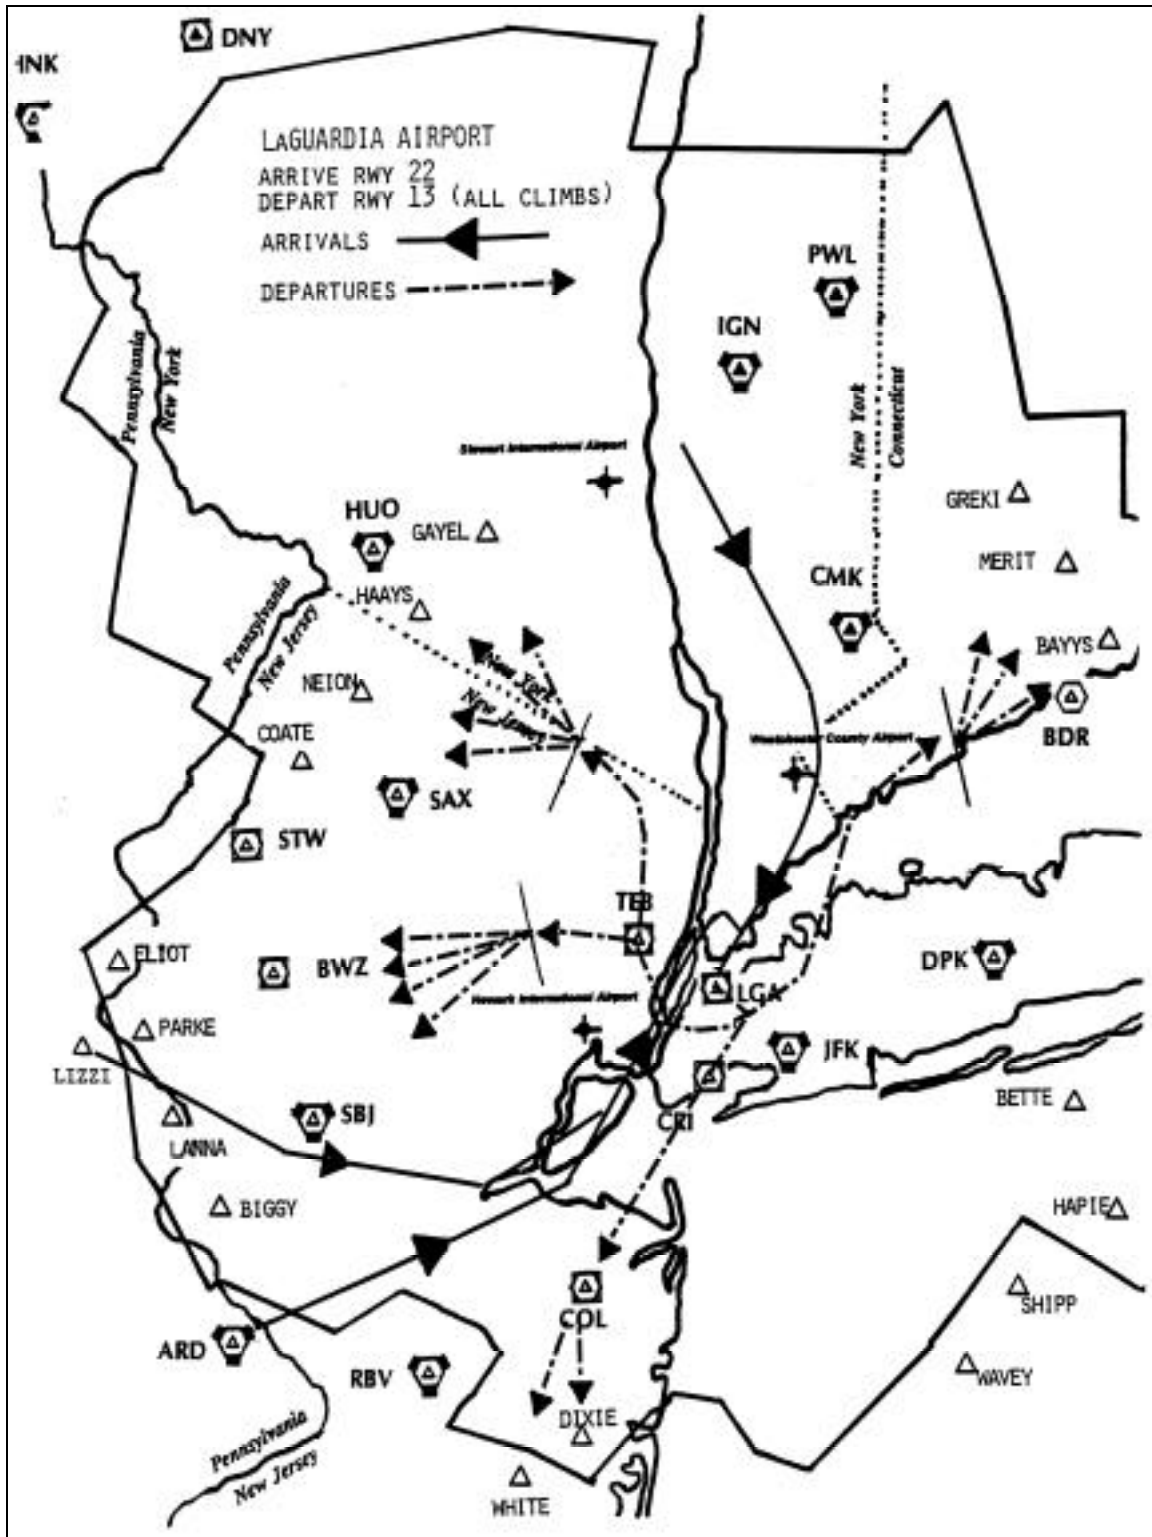 DNY
HNK
LAGUARDIA AIRPORT
ARRIVE RWY 22
DEPART RWY 13 (ALL CLIMBS)
ARRIVALS
DEPARTURES
PWL
IGN
Pennsylvania
New York
New York
Connecticut
Stewart International Airport
GREKI
HUO
GAYEL
MERIT
CMK
HAAYS
Pennsylvania
New Jersey
BAYYS
New York
NEION
New Jersey
COATE
Westchester County Airport
BDR
SAX
STW
TEB
ELIOT
BWZ
DPK
LGA
Newark International Airport
PARKE
JFK
LIZZI
BETTE
SBJ
CRI
LANNA
BIGGY
HAPIE
SHIPP
COL
ARD
RBV
WAVEY
DIXIE
Pennsylvania
New Jersey
WHITE